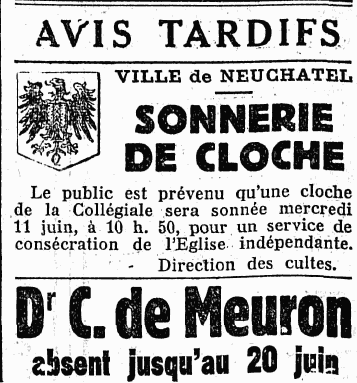 AVIS TARDIFS
VILLE de NEUCHATEL
SONNERIE
DE CLOCHE
Le public est prévenu qu'une cloche
de la Collégiale sera sonnée mercredi
11 juin, à 10 h. 50, pour un service de
consécration de l'Eglise indépendante.
Direction des cultes.
Dr C. de Meuron
absent jusqu'au 20 juin